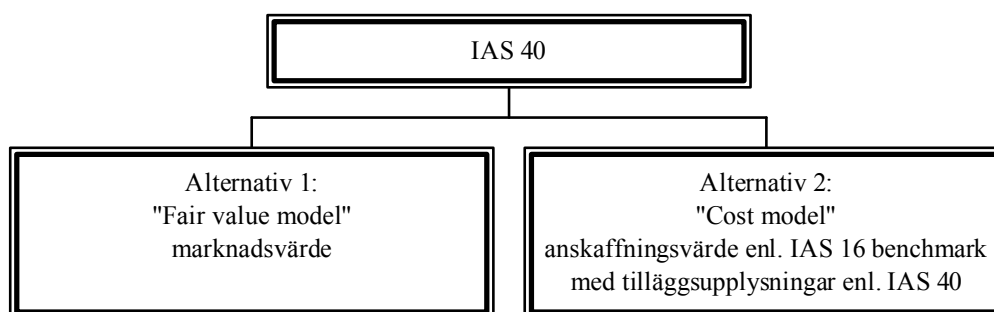 IAS 40
Alternativ 1:
"Fair value model"
marknadsvärde
Alternativ 2:
"Cost model"
anskaffningsvärde enl. IAS 16 benchmark
med tilläggsupplysningar enl. IAS 40